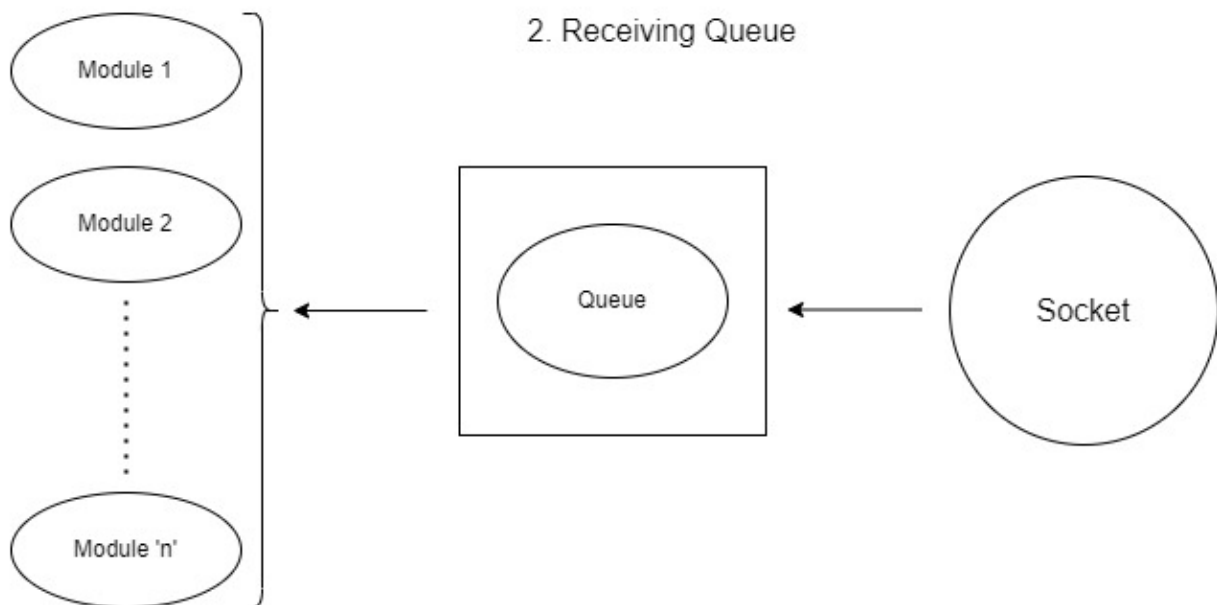 2. Receiving Queue
Module 1
Module 2
Queue
Socket
Module 'n'